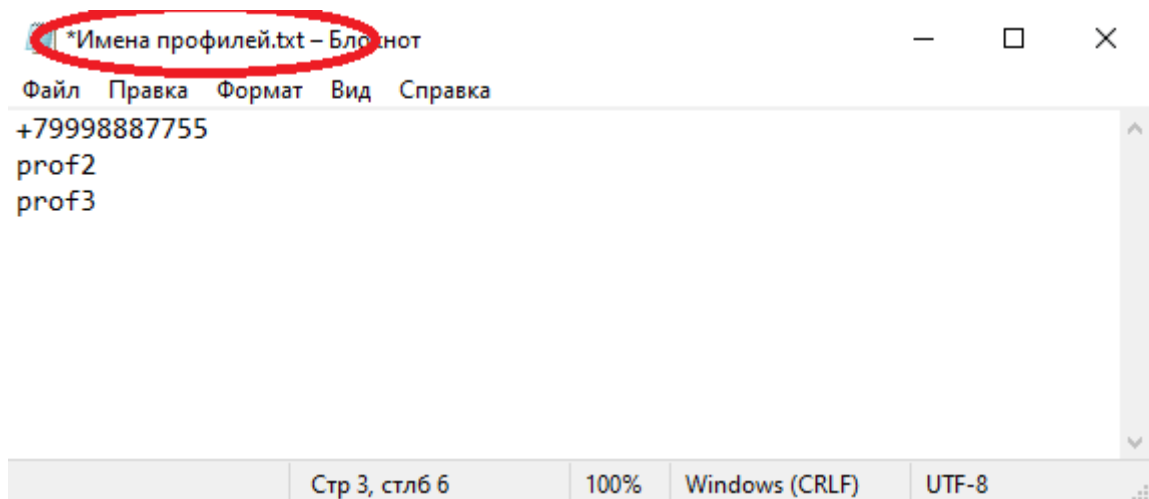 *Имена профилей.txt – Блокнот
Файл Правка Формат Вид Справка
+79998887755
prof2
prof3
Стр 3, стлб 6 100% Windows (CRLF) UTF-8